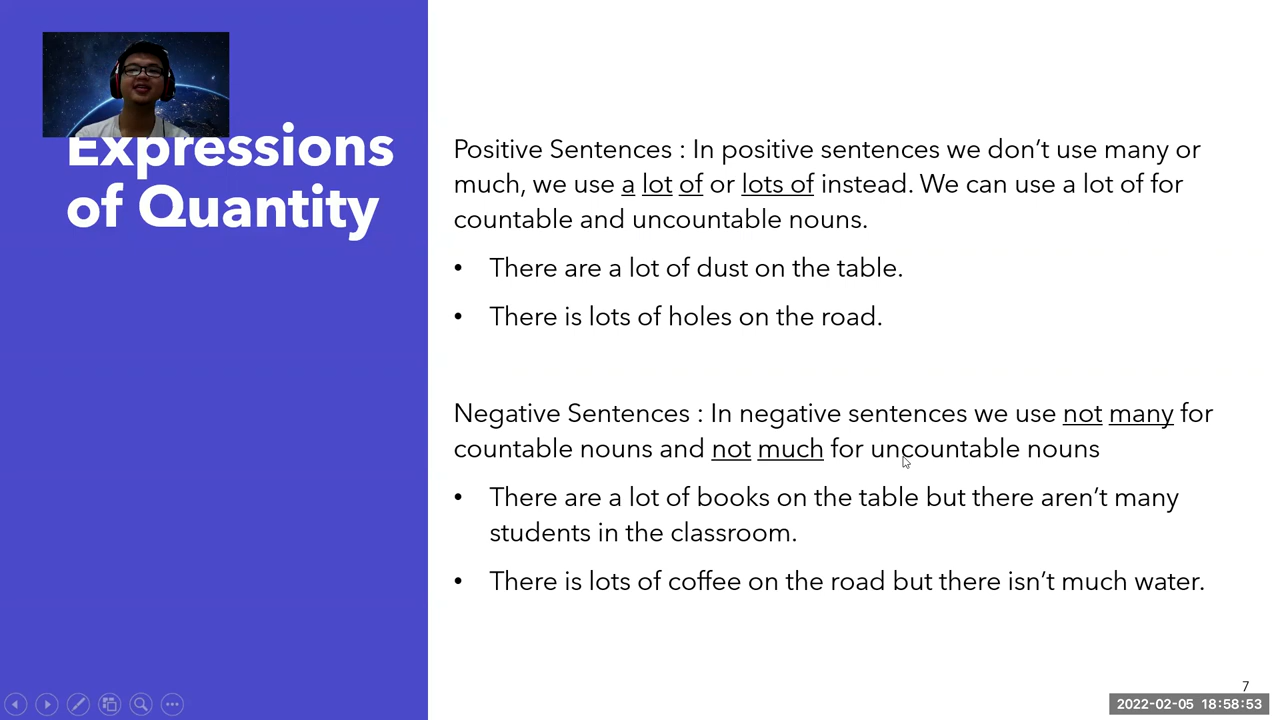 Expressions
of Quantity
Positive Sentences : In positive sentences we don’t use many or
much, we use a lot of or lots of instead. We can use a lot of for
countable and uncountable nouns.
• There are a lot of dust on the table.
• There is lots of holes on the road.
Negative Sentences : In negative sentences we use not many for
countable nouns and not much for uncountable nouns
• There are a lot of books on the table but there aren’t many
students in the classroom.
• There is lots of coffee on the road but there isn’t much water.
7
2022-02-05 18:58:53